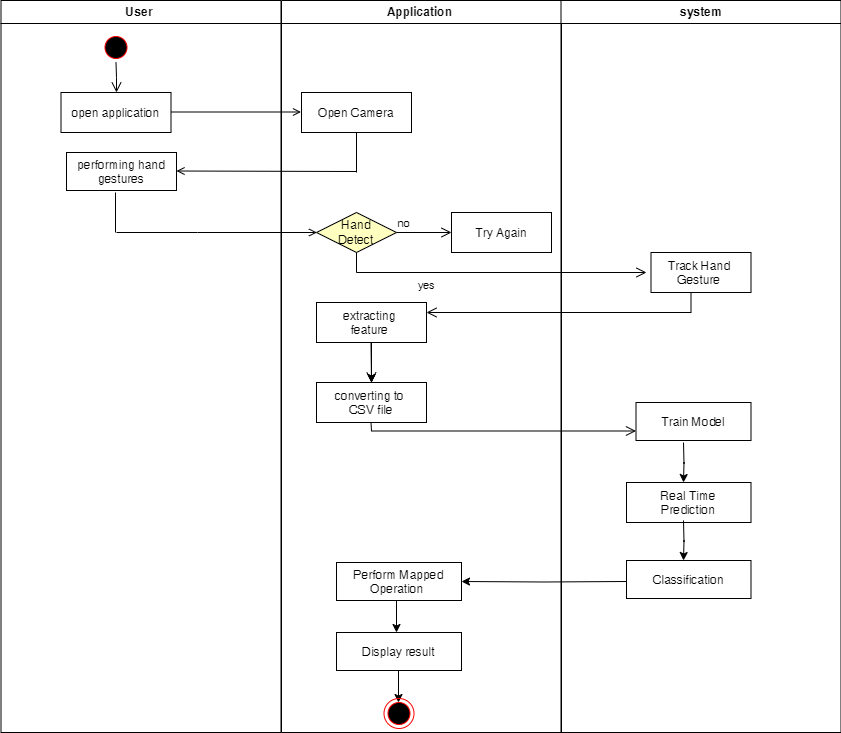 User
Application
system
open application
Open Camera
performing hand
gestures
Hand
Detect
no
Try Again
Track Hand
Gesture
yes
extracting
feature
converting to
CSV file
Train Model
Real Time
Prediction
Classification
Perform Mapped
Operation
Display result